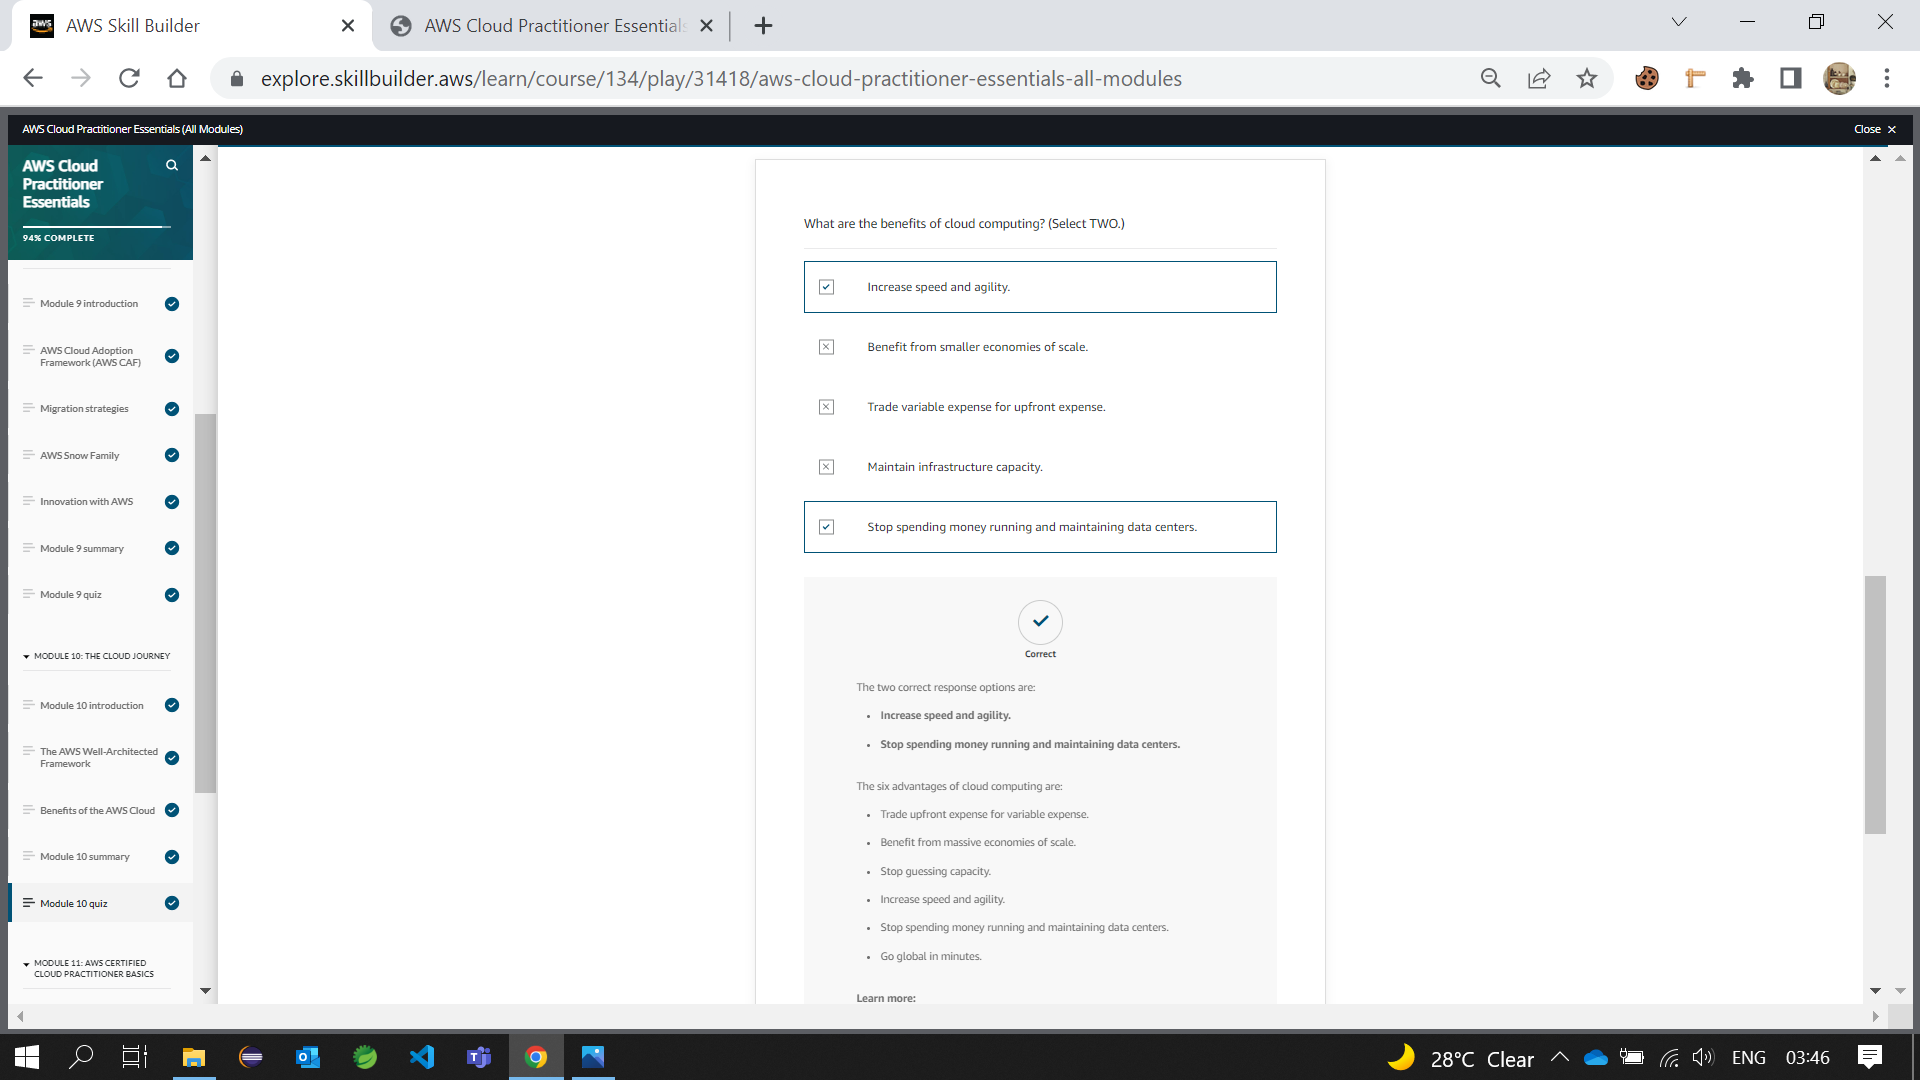 AWS Skill Builder
AWS Cloud Practitioner Essentials
explore.skillbuilder.aws/learn/course/134/play/31418/aws-cloud-practitioner-essentials-all-modules
AWS Cloud Practitioner Essentials (All Modules)
Close
AWS Cloud
Practitioner
Essentials
94% COMPLETE
Module 9 introduction
AWS Cloud Adoption
Framework (AWS CAF)
Migration strategies
AWS Snow Family
Innovation with AWS
Module 9 summary
Module 9 quiz
MODULE 10: THE CLOUD JOURNEY
Module 10 introduction
The AWS Well-Architected
Framework
Benefits of the AWS Cloud
Module 10 summary
Module 10 quiz
MODULE 11: AWS CERTIFIED
CLOUD PRACTITIONER BASICS
What are the benefits of cloud computing? (Select TWO.)
Increase speed and agility.
Benefit from smaller economies of scale.
Trade variable expense for upfront expense.
Maintain infrastructure capacity.
Stop spending money running and maintaining data centers.
Correct
The two correct response options are:
Increase speed and agility.
Stop spending money running and maintaining data centers.
The six advantages of cloud computing are:
Trade upfront expense for variable expense.
Benefit from massive economies of scale.
Stop guessing capacity.
Increase speed and agility.
Stop spending money running and maintaining data centers.
Go global in minutes.
Learn more:
28°C Clear
ENG
03:46